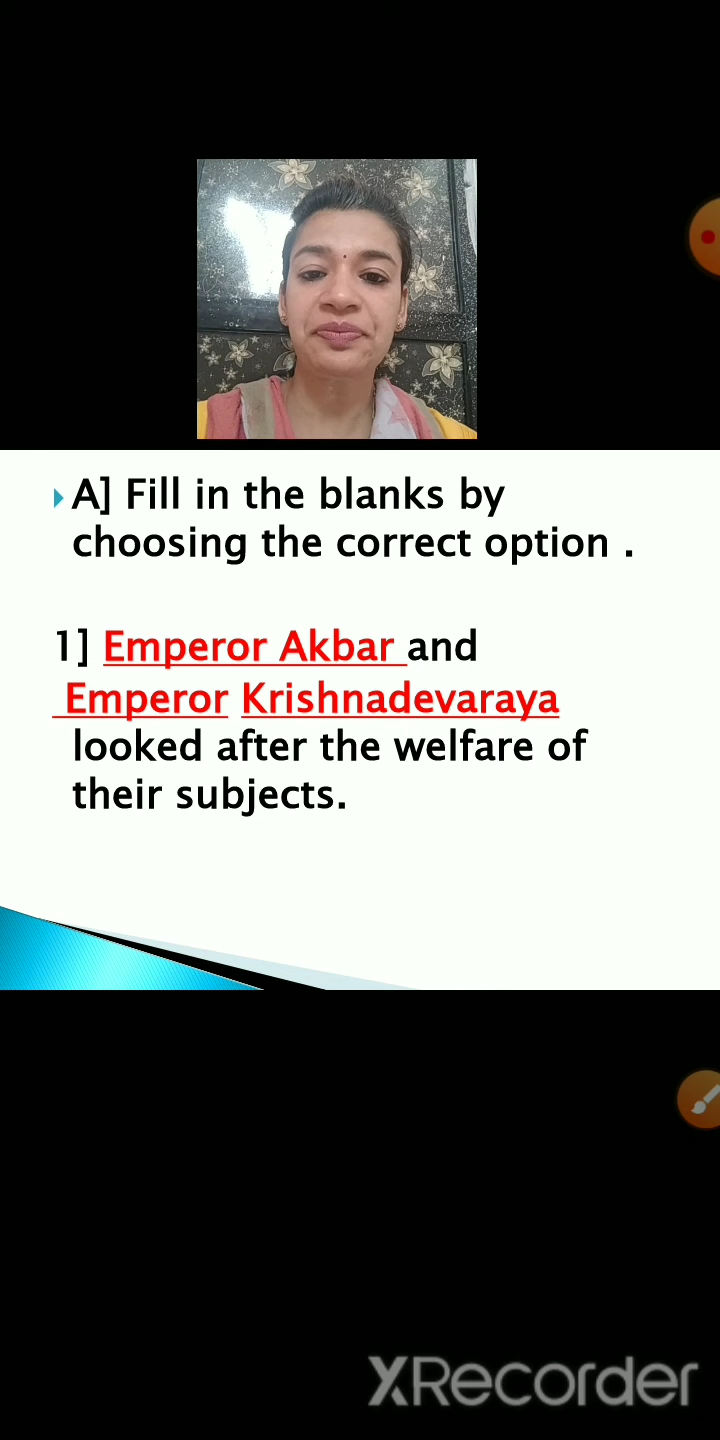 A] Fill in the blanks by
choosing the correct option .
1] Emperor Akbar and
Emperor Krishnadevaraya
looked after the welfare of
their subjects.
XRecorder